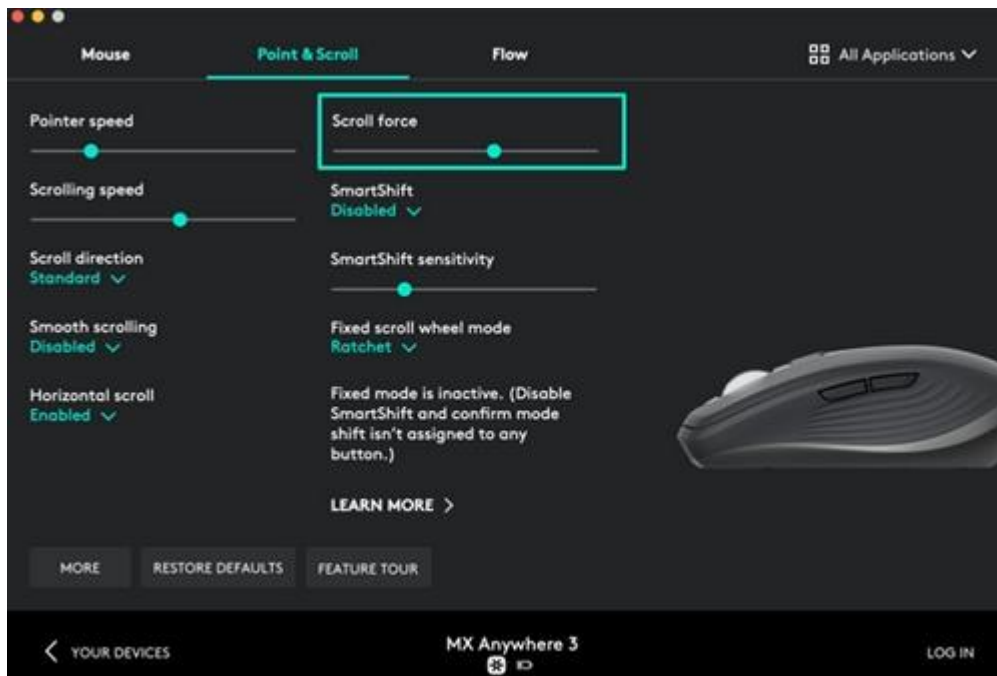 Mouse
Point & Scroll
Flow
All Applications
Pointer speed
Scrolling speed
Scroll direction
Standard
Smooth scrolling
Disabled
Horizontal scroll
Enabled
Scroll force
SmartShift
Disabled
SmartShift sensitivity
Fixed scroll wheel mode
Ratchet
Fixed mode is inactive. (Disable
SmartShift and confirm mode
shift isn't assigned to any
button.)
LEARN MORE
MORE
RESTORE DEFAULTS
FEATURE TOUR
YOUR DEVICES
MX Anywhere 3
LOG IN